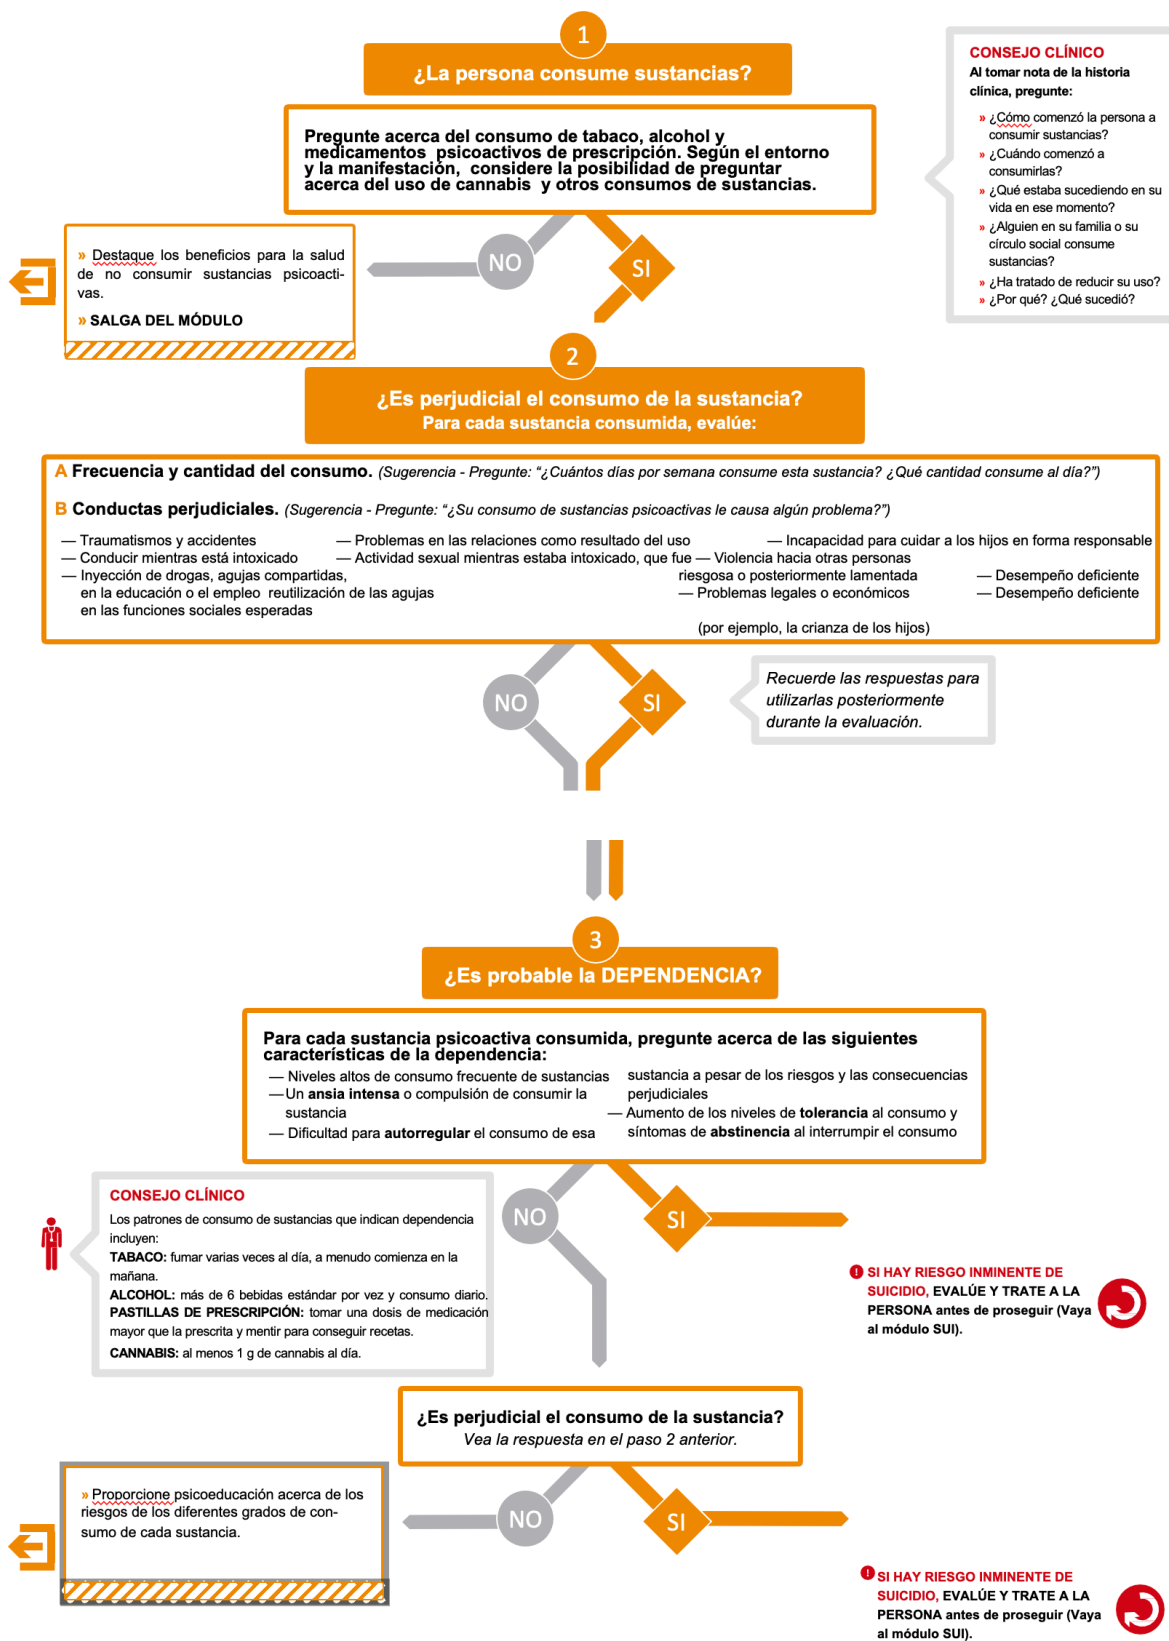 1
¿La persona consume sustancias?
Pregunte acerca del consumo de tabaco, alcohol y
medicamentos psicoactivos de prescripción. Según el entorno
y la manifestación, considere la posibilidad de preguntar
acerca del uso de cannabis y otros consumos de sustancias.
CONSEJO CLÍNICO
Al tomar nota de la historia
clínica, pregunte:
» ¿Cómo comenzó la persona a
consumir sustancias?
» ¿Cuándo comenzó a
consumirlas?
» ¿Qué estaba sucediendo en su
vida en ese momento?
» ¿Alguien en su familia o su
círculo social consume
sustancias?
» ¿Ha tratado de reducir su uso?
» ¿Por qué? ¿Qué sucedió?
NO
SI
» Destaque los beneficios para la salud
de no consumir sustancias psicoacti-
vas.
» SALGA DEL MÓDULO
2
¿Es perjudicial el consumo de la sustancia?
Para cada sustancia consumida, evalúe:
A Frecuencia y cantidad del consumo. (Sugerencia - Pregunte: “¿Cuántos días por semana consume esta sustancia? ¿Qué cantidad consume al día?”)
B Conductas perjudiciales. (Sugerencia - Pregunte: “¿Su consumo de sustancias psicoactivas le causa algún problema?”)
— Traumatismos y accidentes — Problemas en las relaciones como resultado del uso — Incapacidad para cuidar a los hijos en forma responsable
— Conducir mientras está intoxicado — Actividad sexual mientras estaba intoxicado, que fue — Violencia hacia otras personas
— Inyección de drogas, agujas compartidas, riesgosa o posteriormente lamentada — Desempeño deficiente
en la educación o el empleo reutilización de las agujas — Problemas legales o económicos — Desempeño deficiente
en las funciones sociales esperadas
(por ejemplo, la crianza de los hijos)
NO
SI
Recuerde las respuestas para
utilizarlas posteriormente
durante la evaluación.
3
¿Es probable la DEPENDENCIA?
Para cada sustancia psicoactiva consumida, pregunte acerca de las siguientes
características de la dependencia:
— Niveles altos de consumo frecuente de sustancias
— Un ansia intensa o compulsión de consumir la
sustancia
— Dificultad para autorregular el consumo de esa
sustancia a pesar de los riesgos y las consecuencias
perjudiciales
— Aumento de los niveles de tolerancia al consumo y
síntomas de abstinencia al interrumpir el consumo
NO
SI
CONSEJO CLÍNICO
Los patrones de consumo de sustancias que indican dependencia
incluyen:
TABACO: fumar varias veces al día, a menudo comienza en la
mañana.
ALCOHOL: más de 6 bebidas estándar por vez y consumo diario.
PASTILLAS DE PRESCRIPCIÓN: tomar una dosis de medicación
mayor que la prescrita y mentir para conseguir recetas.
CANNABIS: al menos 1 g de cannabis al día.
! SI HAY RIESGO INMINENTE DE
SUICIDIO, EVALÚE Y TRATE A LA
PERSONA antes de proseguir (Vaya
al módulo SUI).
¿Es perjudicial el consumo de la sustancia?
Vea la respuesta en el paso 2 anterior.
NO
SI
» Proporcione psicoeducación acerca de los
riesgos de los diferentes grados de con-
sumo de cada sustancia.
! SI HAY RIESGO INMINENTE DE
SUICIDIO, EVALÚE Y TRATE A LA
PERSONA antes de proseguir (Vaya
al módulo SUI).